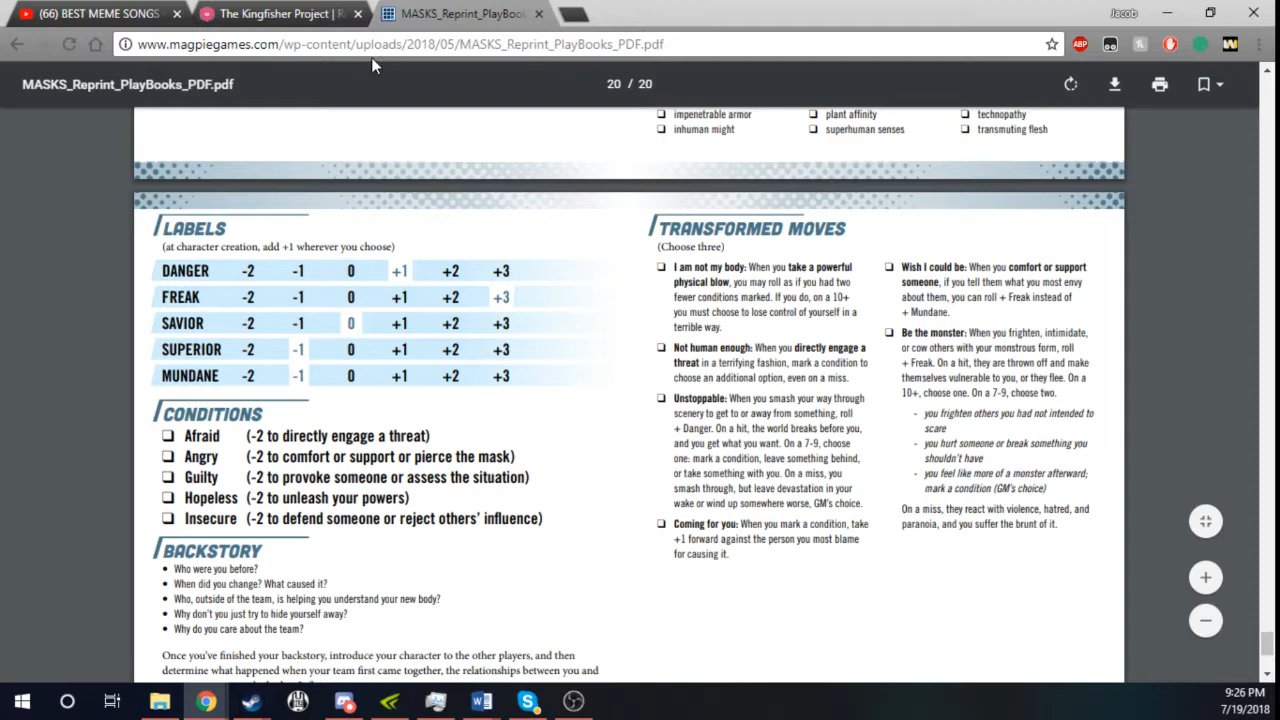 (66) BEST MEME SONGS
The Kingfisher Project | R
MASKS_Reprint_PlayBook
Jacob
www.magpiegames.com/wp-content/uploads/2018/05/MASKS_Reprint_PlayBooks_PDF.pdf
ABP
MASKS_Reprint_PlayBooks_PDF.pdf
20 / 20
impenetrable armor
plant affinity
technopathy
inhuman might
superhuman senses
transmuting flesh
LABELS
(at character creation, add +1 wherever you choose)
DANGER -2 -1 0 +1 +2 +3
FREAK -2 -1 0 +1 +2 +3
SAVIOR -2 -1 0 +1 +2 +3
SUPERIOR -2 -1 0 +1 +2 +3
MUNDANE -2 -1 0 +1 +2 +3
CONDITIONS
Afraid (-2 to directly engage a threat)
Angry (-2 to comfort or support or pierce the mask)
Guilty (-2 to provoke someone or assess the situation)
Hopeless (-2 to unleash your powers)
Insecure (-2 to defend someone or reject others' influence)
BACKSTORY
• Who were you before?
• When did you change? What caused it?
• Who, outside of the team, is helping you understand your new body?
• Why don't you just try to hide yourself away?
• Why do you care about the team?
Once you've finished your backstory, introduce your character to the other players, and then
determine what happened when your team first came together, the relationships between you and
TRANSFORMED MOVES
(Choose three)
I am not my body: When you take a powerful
physical blow, you may roll as if you had two
fewer conditions marked. If you do, on a 10+
you must choose to lose control of yourself in a
terrible way.
Not human enough: When you directly engage a
threat in a terrifying fashion, mark a condition to
choose an additional option, even on a miss.
Unstoppable: When you smash your way through
scenery to get to or away from something, roll
+ Danger. On a hit, the world breaks before you,
and you get what you want. On a 7-9, choose
one: mark a condition, leave something behind,
or take something with you. On a miss, you
smash through, but leave devastation in your
wake or wind up somewhere worse, GM's choice.
Coming for you: When you mark a condition, take
+1 forward against the person you most blame
for causing it.
Wish I could be: When you comfort or support
someone, if you tell them what you most envy
about them, you can roll + Freak instead of
+ Mundane.
Be the monster: When you frighten, intimidate,
or cow others with your monstrous form, roll
+ Freak. On a hit, they are thrown off and make
themselves vulnerable to you, or they flee. On a
10+, choose one. On a 7-9, choose two.
- you frighten others you had not intended to
scare
- you hurt someone or break something you
shouldn't have
- you feel like more of a monster afterward;
mark a condition (GM's choice)
On a miss, they react with violence, hatred, and
paranoia, and you suffer the brunt of it.
9:26 PM
7/19/2018